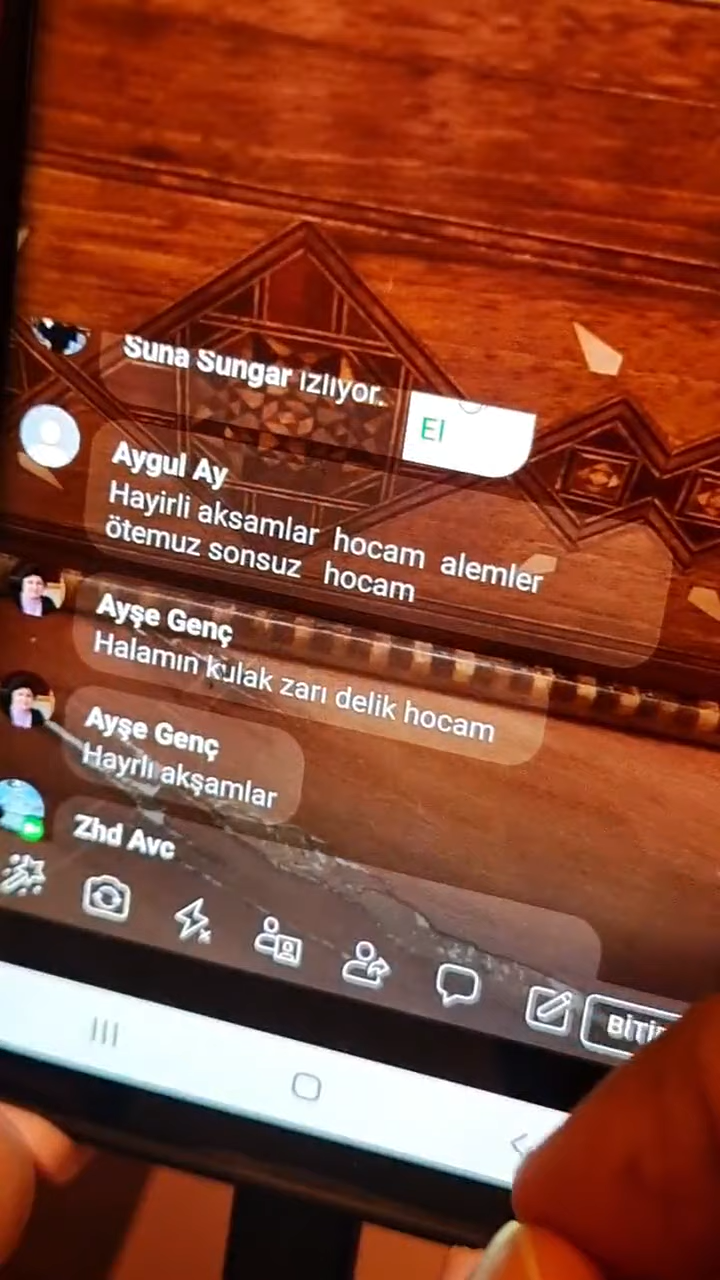 Suna Sungar izliyor.
El
Aygul Ay
Hayirli aksamlar hocam alemler
ötemuz sonsuz hocam
Ayşe Genç
Halamın kulak zarı delik hocam
Ayşe Genç
Hayrlı akşamlar
Zhd Avc